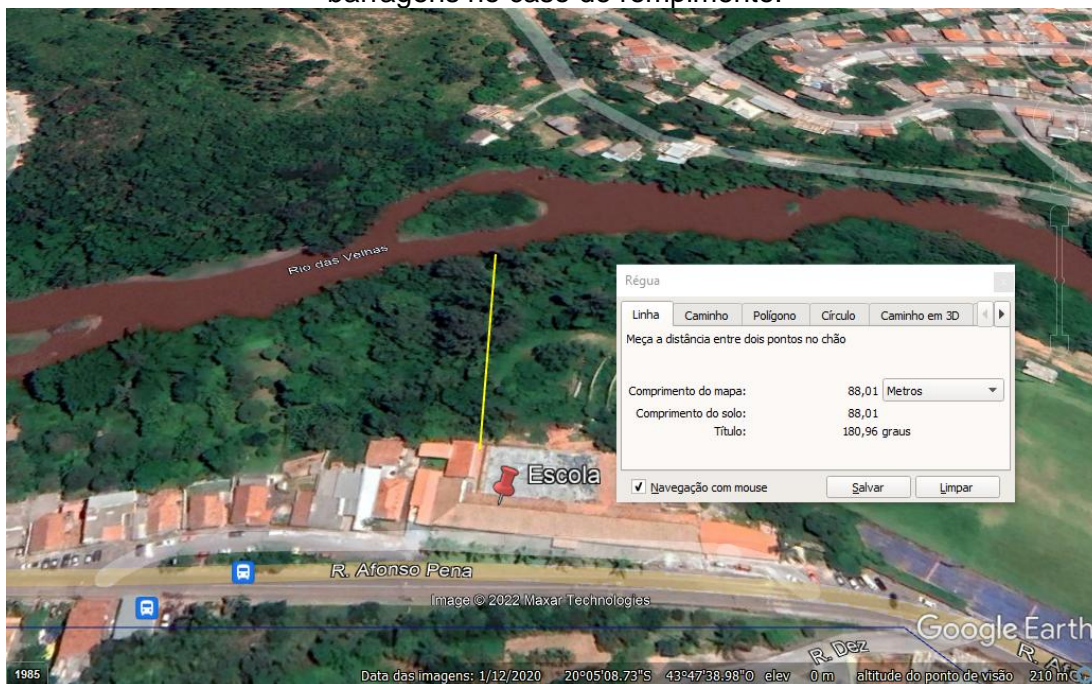 barragens no caso de rompimento.
Rio das Velhas
Régua
Linha Caminho Polígono Círculo Caminho em 3D
Meça a distância entre dois pontos no chão
Comprimento do mapa: 88,01 Metros
Comprimento do solo: 88,01
Título: 180,96 graus
Navegação com mouse Salvar Limpar
Escola
R. Afonso Pena
Image © 2022 Maxar Technologies
Google Earth
R. Dez
R. Af
1985 Data das imagens: 1/12/2020 20°05'08.73"S 43°47'38.98"O elev 0 m altitude do ponto de visão 210 m